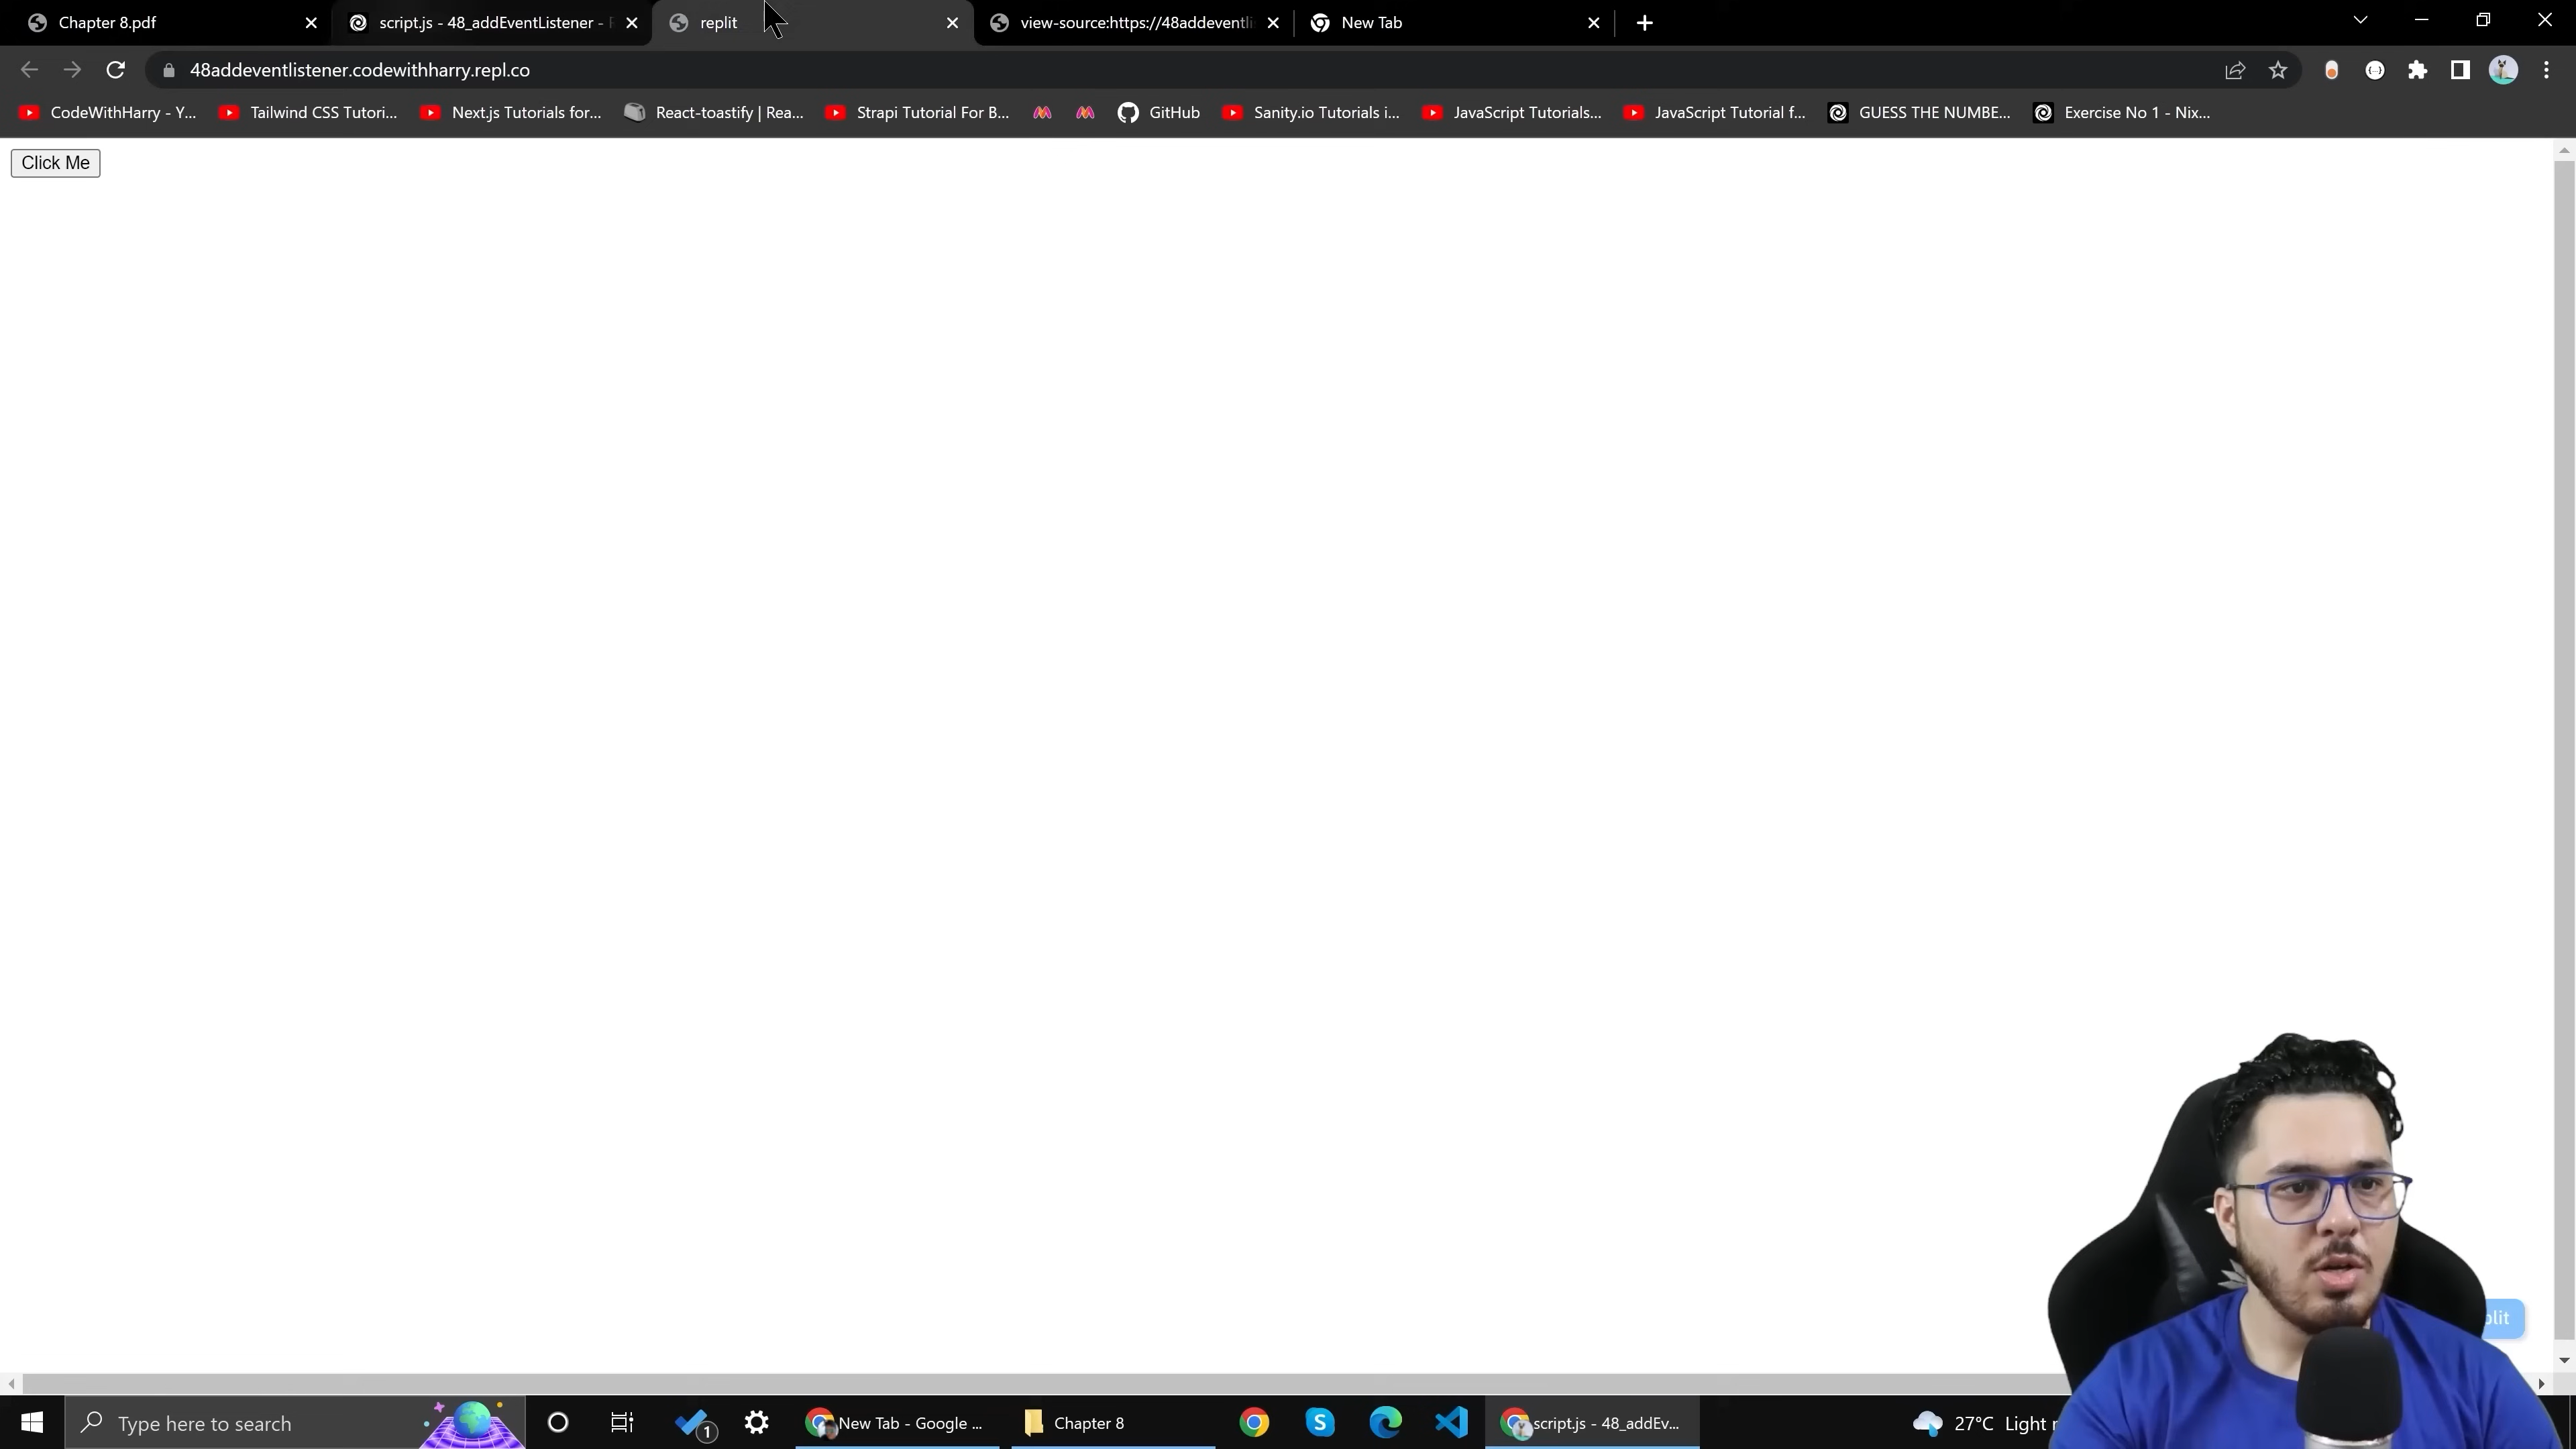 Chapter 8.pdf
script.js - 48_addEventListener -
replit
view-source:https://48addeventli
New Tab
48addeventlistener.codewithharry.repl.co
CodeWithHarry - Y...
Tailwind CSS Tutori...
Next.js Tutorials for...
React-toastify | Rea...
Strapi Tutorial For B...
GitHub
Sanity.io Tutorials i...
JavaScript Tutorials...
JavaScript Tutorial f...
GUESS THE NUMBE...
Exercise No 1 - Nix...
Click Me
plit
Type here to search
1
New Tab - Google ...
Chapter 8
script.js - 48_addEv...
27°C Light